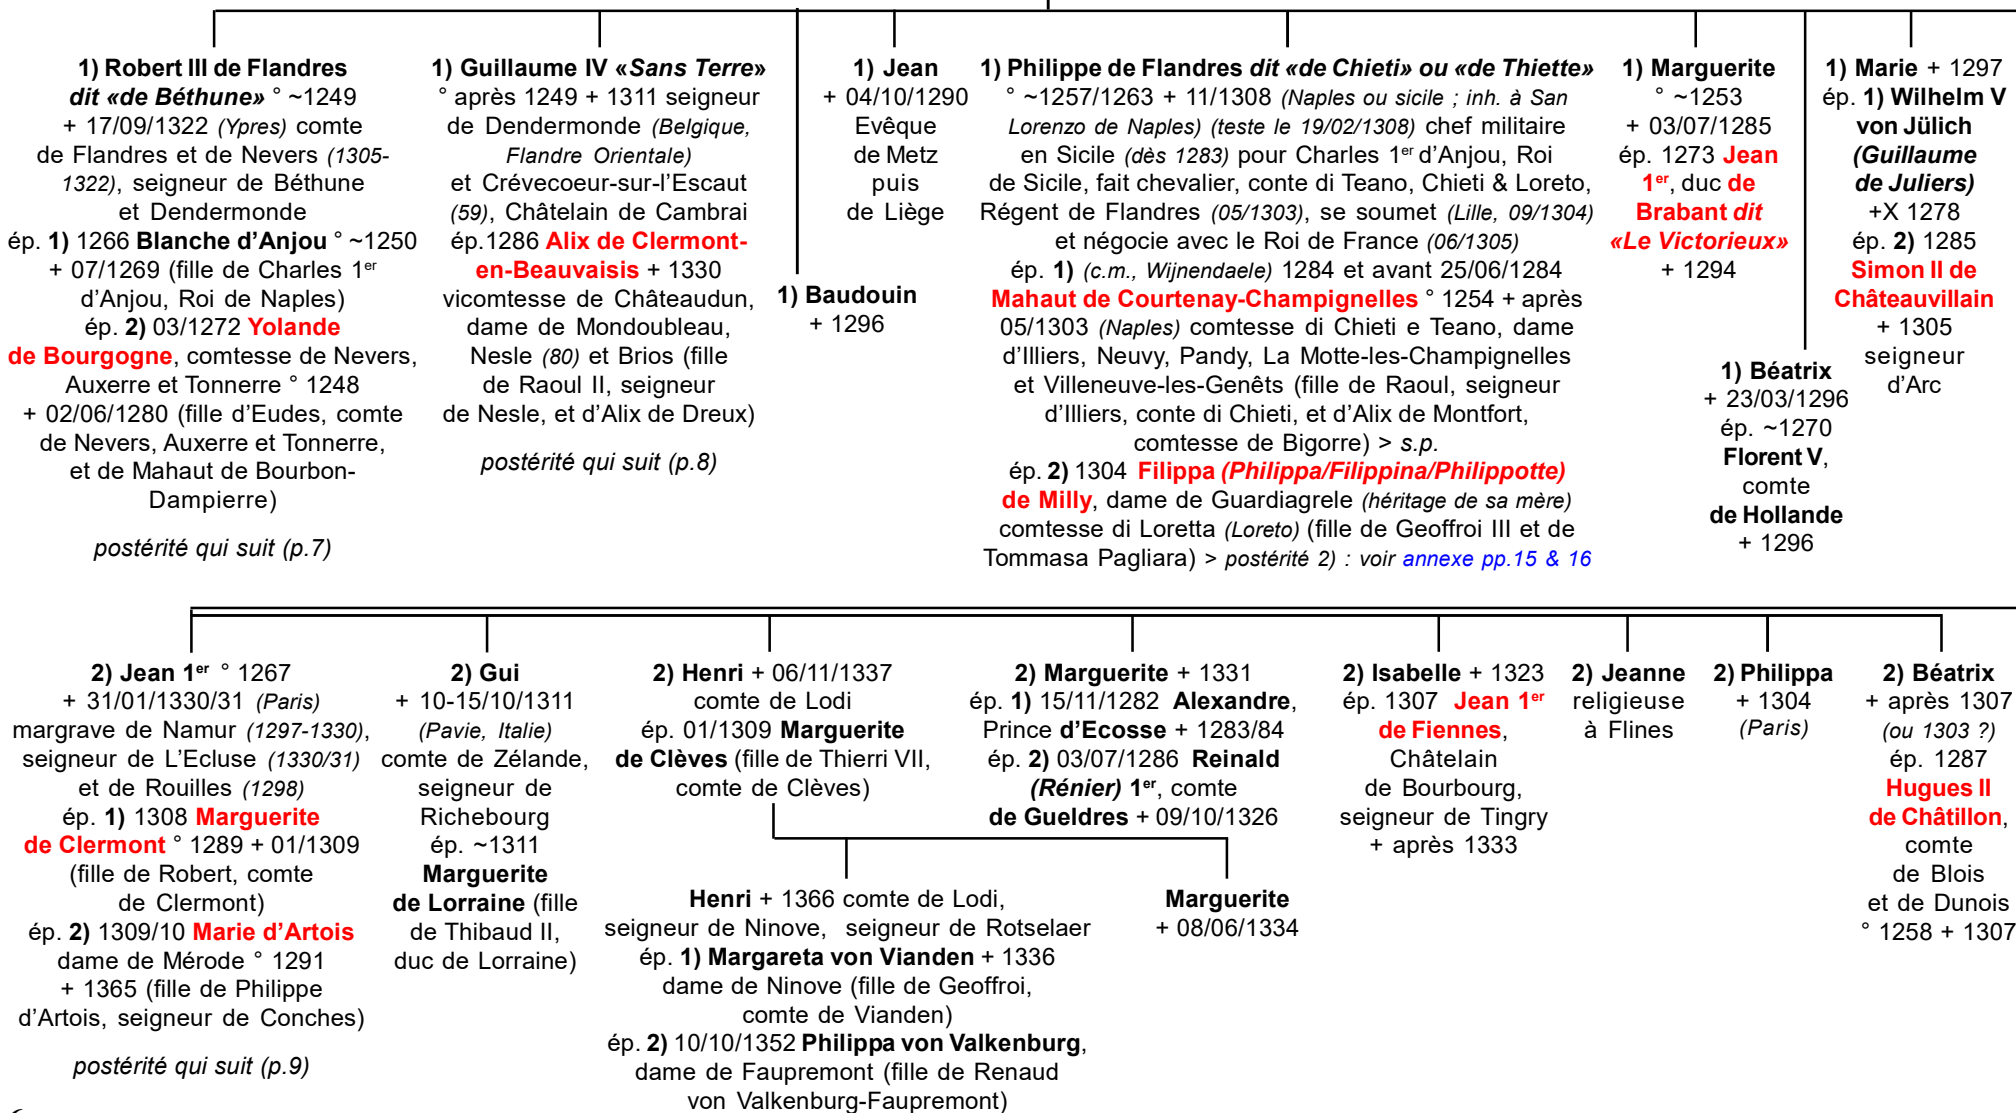 1) Robert III de Flandres
dit «de Béthune» ° ~1249
+ 17/09/1322 (Ypres) comte
de Flandres et de Nevers (1305-
1322), seigneur de Béthune
et Dendermonde
ép. 1) 1266 Blanche d'Anjou ° ~1250
+ 07/1269 (fille de Charles 1er
d'Anjou, Roi de Naples)
ép. 2) 03/1272 Yolande
de Bourgogne, comtesse de Nevers,
Auxerre et Tonnerre ° 1248
+ 02/06/1280 (fille d'Eudes, comte
de Nevers, Auxerre et Tonnerre,
et de Mahaut de Bourbon-
Dampierre)
postérité qui suit (p.7)
1) Guillaume IV «Sans Terre»
° après 1249 + 1311 seigneur
de Dendermonde (Belgique,
Flandre Orientale)
et Crévecoeur-sur-l'Escaut
(59), Châtelain de Cambrai
ép.1286 Alix de Clermont-
en-Beauvaisis + 1330
vicomtesse de Châteaudun,
dame de Mondoubleau,
Nesle (80) et Brios (fille
de Raoul II, seigneur
de Nesle, et d'Alix de Dreux)
postérité qui suit (p.8)
1) Baudouin
+ 1296
1) Jean
+ 04/10/1290
Evêque
de Metz
puis
de Liège
1) Philippe de Flandres dit «de Chieti» ou «de Thiette»
° ~1257/1263 + 11/1308 (Naples ou sicile ; inh. à San
Lorenzo de Naples) (teste le 19/02/1308) chef militaire
en Sicile (dès 1283) pour Charles 1er d'Anjou, Roi
de Sicile, fait chevalier, conte di Teano, Chieti & Loreto,
Régent de Flandres (05/1303), se soumet (Lille, 09/1304)
et négocie avec le Roi de France (06/1305)
ép. 1) (c.m., Wijnendaele) 1284 et avant 25/06/1284
Mahaut de Courtenay-Champignelles ° 1254 + après
05/1303 (Naples) comtesse di Chieti e Teano, dame
d'Illiers, Neuvy, Pandy, La Motte-les-Champignelles
et Villeneuve-les-Genêts (fille de Raoul, seigneur
d'Illiers, conte di Chieti, et d'Alix de Montfort,
comtesse de Bigorre) > s.p.
ép. 2) 1304 Filippa (Philippa/Filippina/Philippotte)
de Milly, dame de Guardiagrele (héritage de sa mère)
comtesse di Loretta (Loreto) (fille de Geoffroi III et de
Tommasa Pagliara) > postérité 2) : voir annexe pp.15 & 16
1) Marguerite
° ~1253
+ 03/07/1285
ép. 1273 Jean
1er, duc de
Brabant dit
«Le Victorieux»
+ 1294
1) Béatrix
+ 23/03/1296
ép. ~1270
Florent V,
comte
de Hollande
+ 1296
1) Marie + 1297
ép. 1) Wilhelm V
von Jülich
(Guillaume
de Juliers)
+X 1278
ép. 2) 1285
Simon II de
Châteauvillain
+ 1305
seigneur
d'Arc
2) Jean 1er ° 1267
+ 31/01/1330/31 (Paris)
margrave de Namur (1297-1330),
seigneur de L'Ecluse (1330/31)
et de Rouilles (1298)
ép. 1) 1308 Marguerite
de Clermont ° 1289 + 01/1309
(fille de Robert, comte
de Clermont)
ép. 2) 1309/10 Marie d'Artois
dame de Mérode ° 1291
+ 1365 (fille de Philippe
d'Artois, seigneur de Conches)
postérité qui suit (p.9)
2) Gui
+ 10-15/10/1311
(Pavie, Italie)
comte de Zélande,
seigneur de
Richebourg
ép. ~1311
Marguerite
de Lorraine (fille
de Thibaud II,
duc de Lorraine)
2) Henri + 06/11/1337
comte de Lodi
ép. 01/1309 Marguerite
de Clèves (fille de Thierri VII,
comte de Clèves)
Henri + 1366 comte de Lodi,
seigneur de Ninove, seigneur de Rotselaer
ép. 1) Margareta von Vianden + 1336
dame de Ninove (fille de Geoffroi,
comte de Vianden)
ép. 2) 10/10/1352 Philippa von Valkenburg,
dame de Faupremont (fille de Renaud
von Valkenburg-Faupremont)
Marguerite
+ 08/06/1334
2) Marguerite + 1331
ép. 1) 15/11/1282 Alexandre,
Prince d'Ecosse + 1283/84
ép. 2) 03/07/1286 Reinald
(Rénier) 1er, comte
de Gueldres + 09/10/1326
2) Isabelle + 1323
ép. 1307 Jean 1er
de Fiennes,
Châtelain
de Bourbourg,
seigneur de Tingry
+ après 1333
2) Jeanne
religieuse
à Flines
2) Philippa
+ 1304
(Paris)
2) Béatrix
+ après 1307
(ou 1303 ?)
ép. 1287
Hugues II
de Châtillon,
comte
de Blois
et de Dunois
° 1258 + 1307